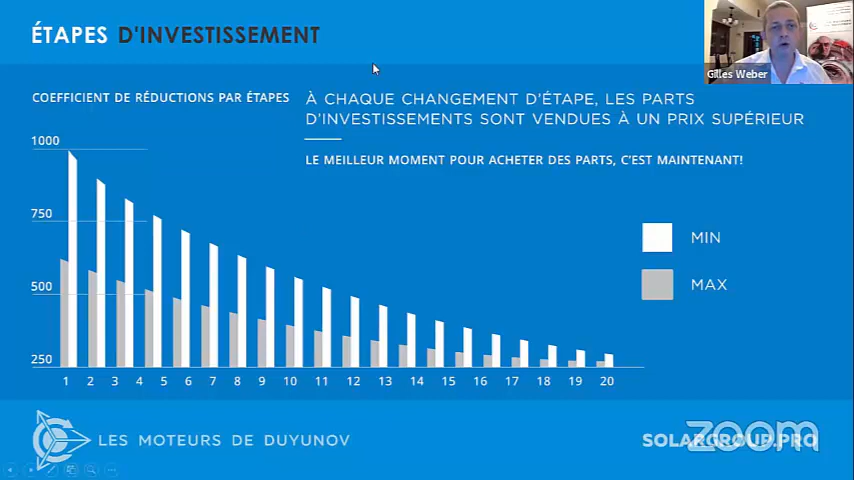 ÉTAPES D'INVESTISSEMENT
Gilles Weber
COEFFICIENT DE RÉDUCTIONS PAR ÉTAPES
À CHAQUE CHANGEMENT D'ÉTAPE, LES PARTS
D'INVESTISSEMENTS SONT VENDUES À UN PRIX SUPÉRIEUR
LE MEILLEUR MOMENT POUR ACHETER DES PARTS, C'EST MAINTENANT!
1000
750
500
250
MIN
MAX
1 2 3 4 5 6 7 8 9 10 11 12 13 14 15 16 17 18 19 20
LES MOTEURS DE DUYUNOV
SOLARGROUP.PRO
zoom